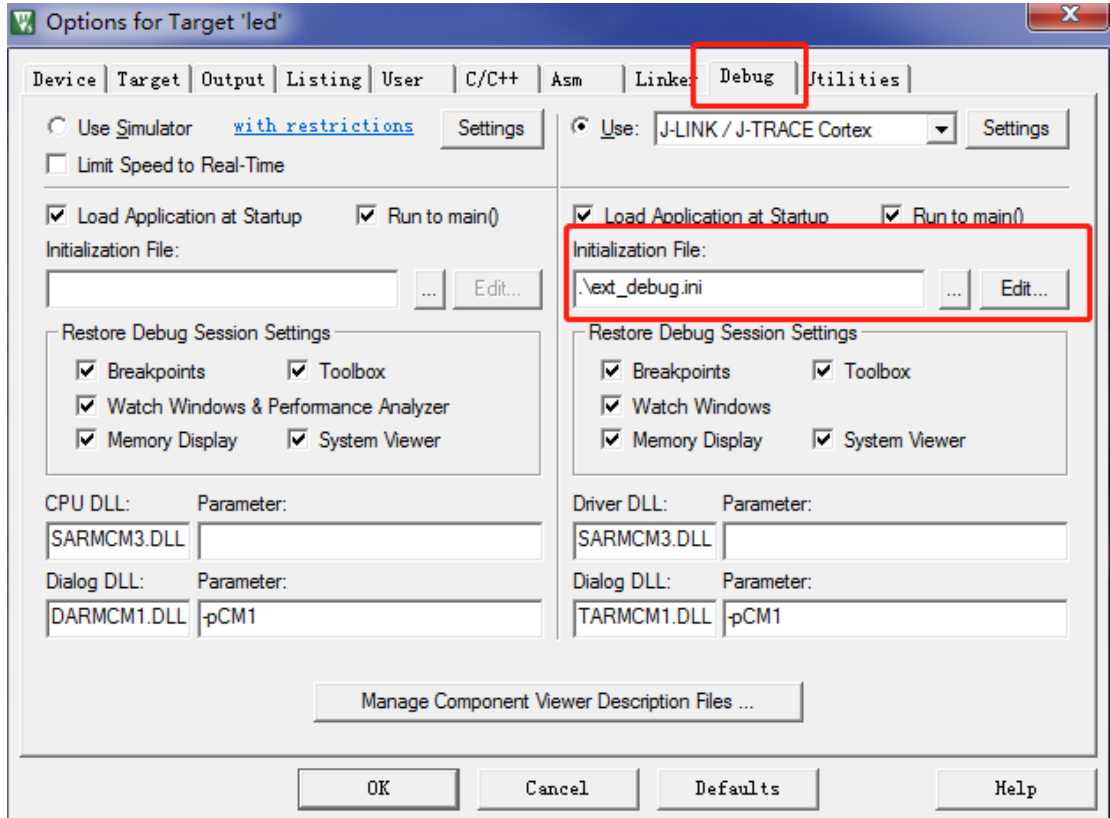 Options for Target 'led'
Device Target Output Listing User C/C++ Asm Linker Debug Utilities
Use Simulator with restrictions Settings
Limit Speed to Real-Time
Load Application at Startup Run to main()
Initialization File:
... Edit...
Restore Debug Session Settings
Breakpoints Toolbox
Watch Windows & Performance Analyzer
Memory Display System Viewer
CPU DLL: Parameter:
SARMCM3.DLL
Dialog DLL: Parameter:
DARMCM1.DLL -pCM1
Use: J-LINK / J-TRACE Cortex Settings
Load Application at Startup Run to main()
Initialization File:
.\ext_debug.ini ... Edit...
Restore Debug Session Settings
Breakpoints Toolbox
Watch Windows
Memory Display System Viewer
Driver DLL: Parameter:
SARMCM3.DLL
Dialog DLL: Parameter:
TARMCM1.DLL -pCM1
Manage Component Viewer Description Files ...
OK Cancel Defaults Help